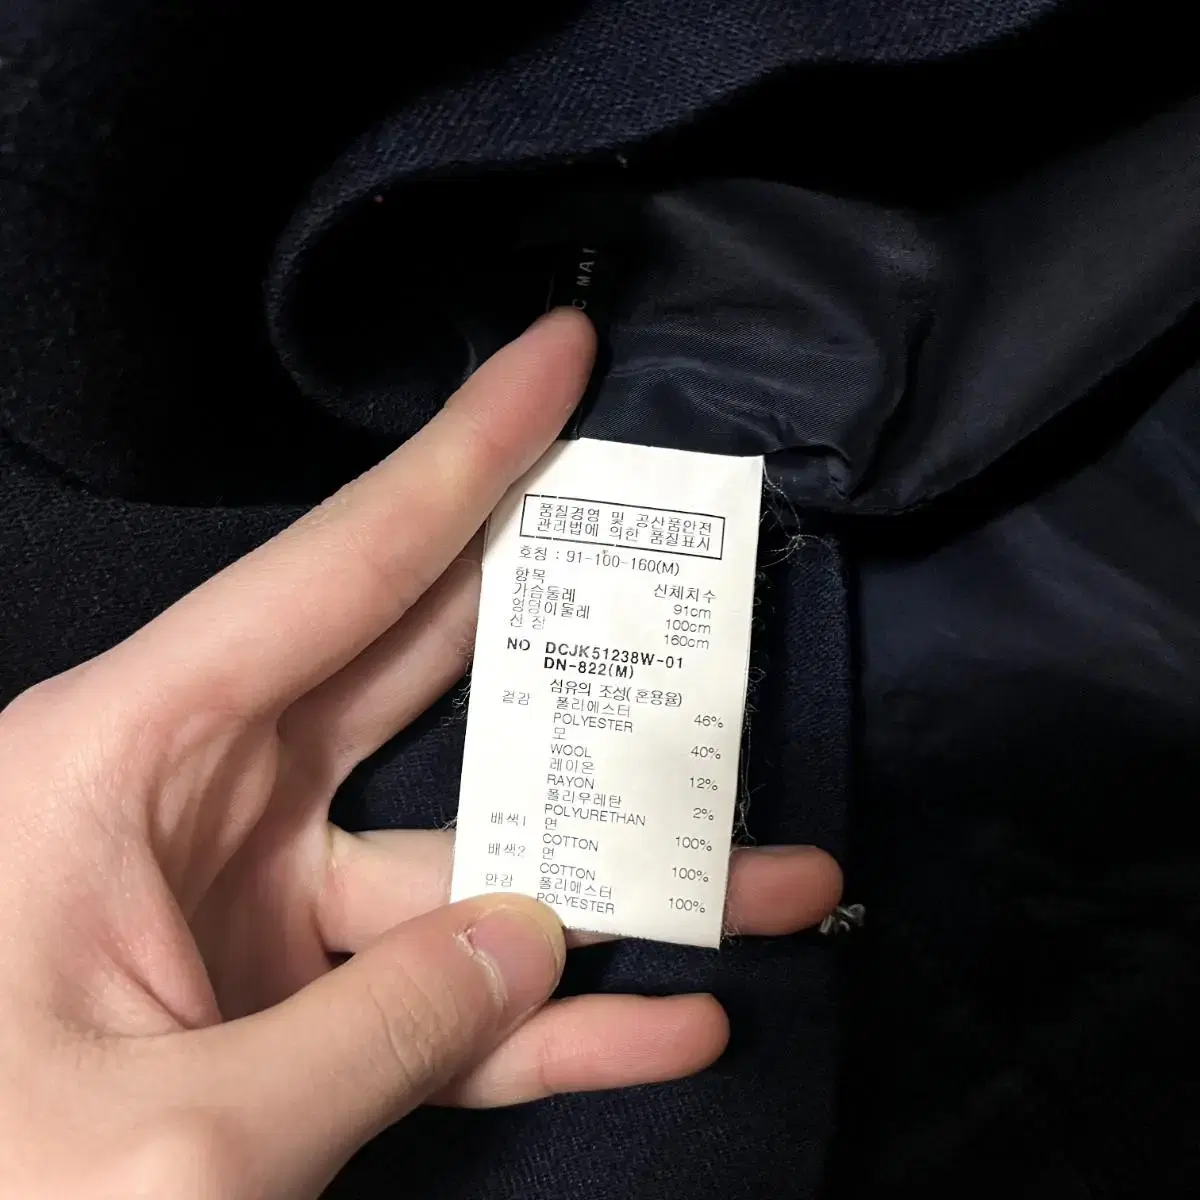 C MA
품질경영 및 공산품안전
관리법에 의한 품질표시
호칭 : 91-100-160(M)
항목 신체치수
가슴둘레 91cm
엉덩이둘레 100cm
신 장 160cm
NO DCJK51238W-01
DN-822(M)
섬유의 조성(혼용율)
겉감 폴리에스터
POLYESTER 46%
모
WOOL 40%
레이온
RAYON 12%
폴리우레탄
POLYURETHAN 2%
배색1 면
COTTON 100%
배색2 면
COTTON 100%
안감 폴리에스터
POLYESTER 100%